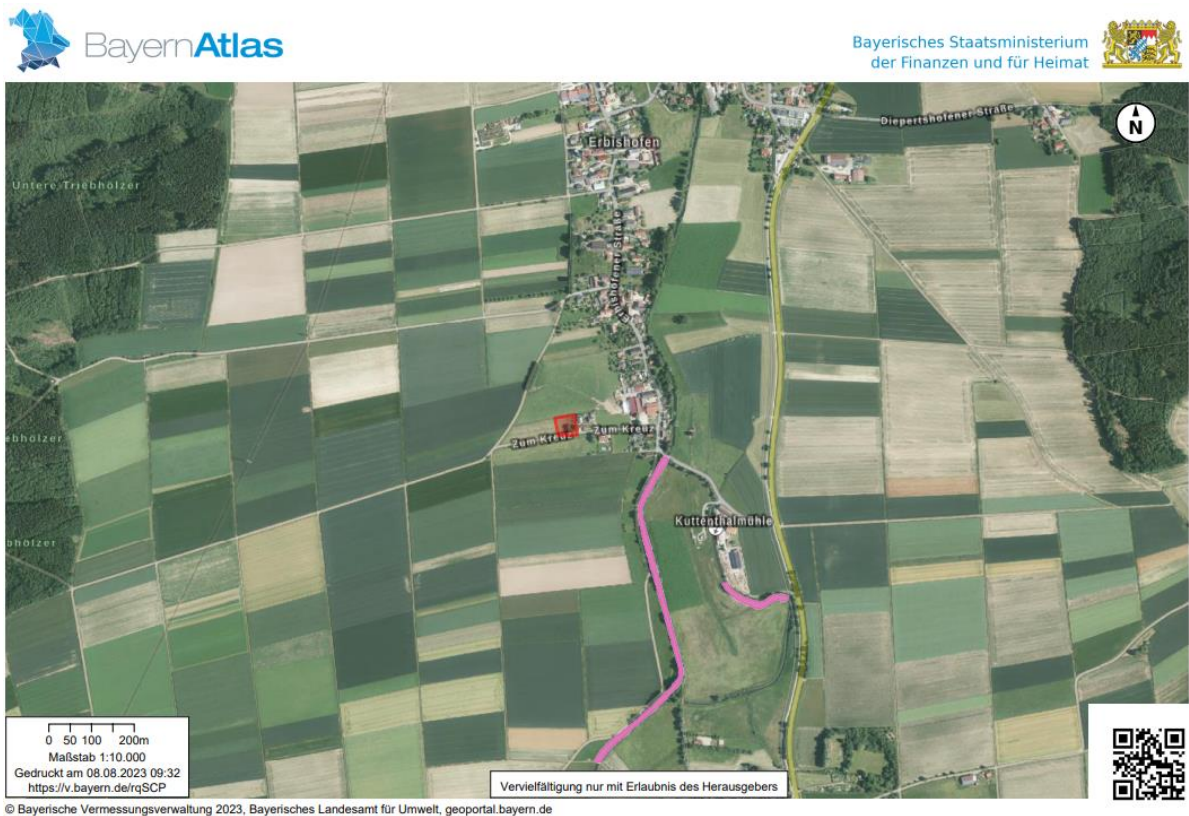 BayernAtlas
Bayerisches Staatsministerium
der Finanzen und für Heimat
N
Diepertshofener Straße
Erbishofen
Untere Triebhölzer
Zum Kreuz
Zum Kreuz
Kuttenthalmühle
0 50 100 200m
Maßstab 1:10.000
Gedruckt am 08.08.2023 09:32
https://v.bayern.de/rqSCP
Vervielfältigung nur mit Erlaubnis des Herausgebers
© Bayerische Vermessungsverwaltung 2023, Bayerisches Landesamt für Umwelt, geoportal.bayern.de